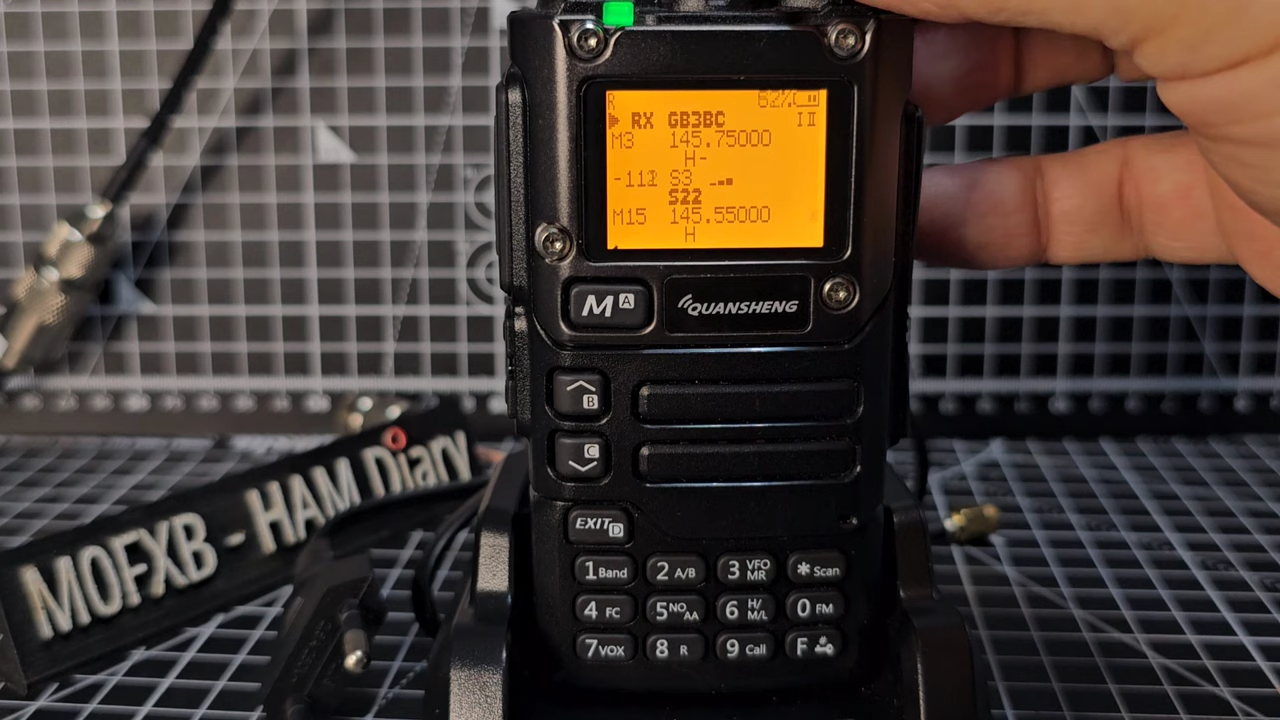 R 62%
RX GB3BC II
M3 145.75000
H-
S3
S22
M15 145.55000
H
M A
QUANSHENG
B
C
EXIT D
1 Band 2 A/B 3 VFO MR * Scan
4 FC 5 NOAA 6 H/M/L 0 FM
7 VOX 8 R 9 Call F
M0FXB - HAM Diary